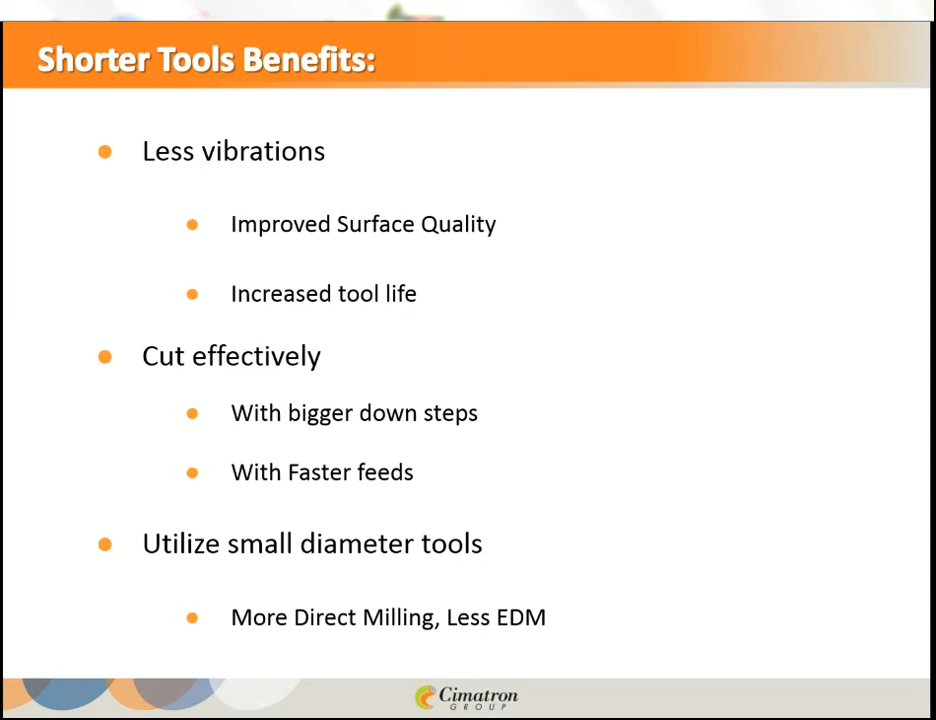 Shorter Tools Benefits:
Less vibrations
Improved Surface Quality
Increased tool life
Cut effectively
With bigger down steps
With Faster feeds
Utilize small diameter tools
More Direct Milling, Less EDM
Cimatron
GROUP